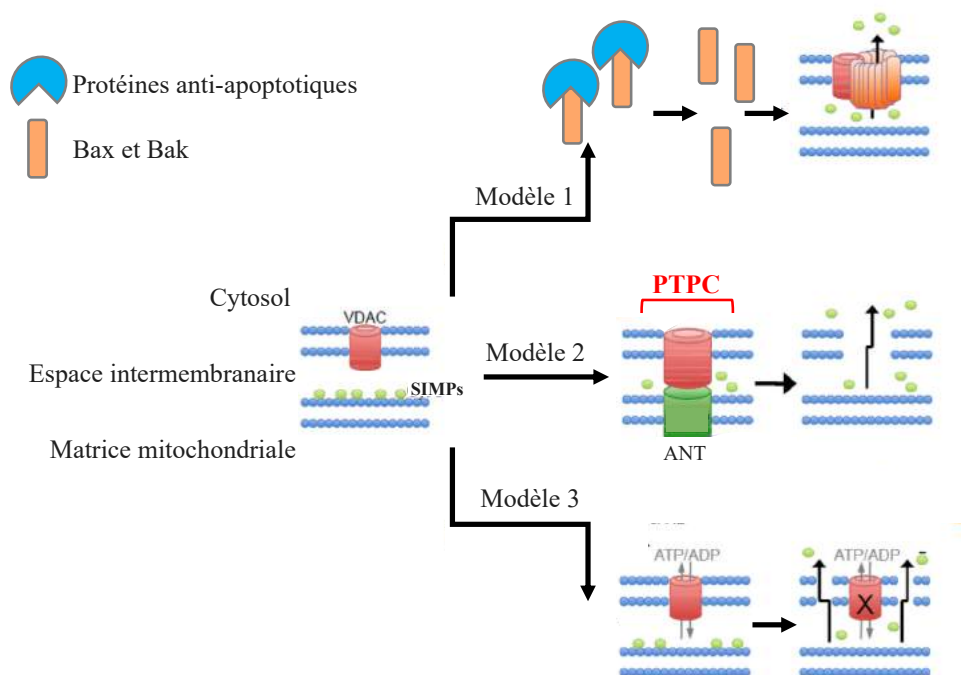 Protéines anti-apoptotiques
Bax et Bak
Modèle 1
Cytosol
VDAC
Espace intermembranaire
SIMPs
Matrice mitochondriale
Modèle 2
PTPC
ANT
Modèle 3
ATP/ADP
ATP/ADP
X